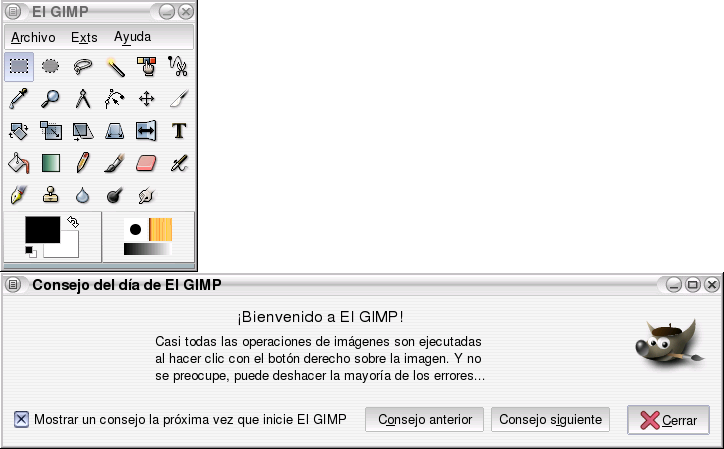 El GIMP
Archivo Exts Ayuda
Consejo del día de El GIMP
¡Bienvenido a El GIMP!
Casi todas las operaciones de imágenes son ejecutadas
al hacer clic con el botón derecho sobre la imagen. Y no
se preocupe, puede deshacer la mayoría de los errores...
Mostrar un consejo la próxima vez que inicie El GIMP Consejo anterior Consejo siguiente Cerrar